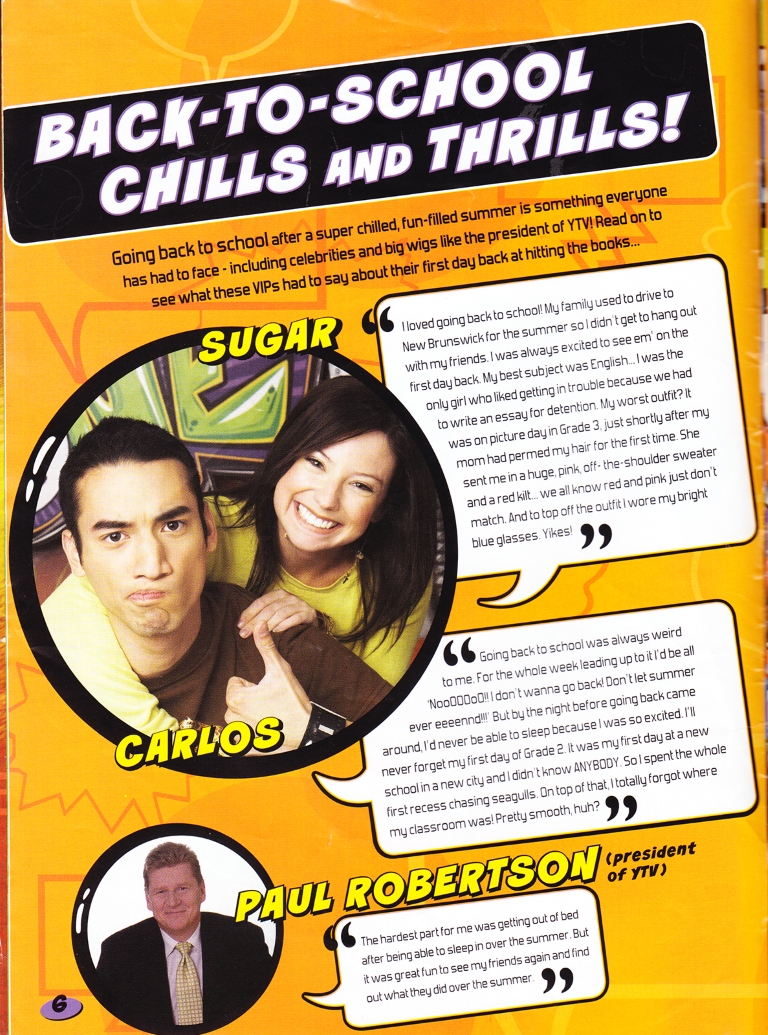 BACK-TO-SCHOOL
CHILLS AND THRILLS!
Going back to school after a super chilled, fun-filled summer is something everyone
has had to face - including celebrities and big wigs like the president of YTV! Read on to
see what these VIPs had to say about their first day back at hitting the books...
SUGAR
“ I loved going back to school! My family used to drive to
New Brunswick for the summer so I didn't get to hang out
with my friends. I was always excited to see em' on the
first day back. My best subject was English... I was the
only girl who liked getting in trouble because we had
to write an essay for detention. My worst outfit? It
was on picture day in Grade 3, just shortly after my
mom had permed my hair for the first time. She
sent me in a huge, pink, off- the-shoulder sweater
and a red kilt... we all know red and pink just don't
match. And to top off the outfit I wore my bright
blue glasses. Yikes! ”
CARLOS
“ Going back to school was always weird
to me. For the whole week leading up to it I'd be all
'NooOOOoO!! I don't wanna go back! Don't let summer
ever eeeennd!!!' But by the night before going back came
around, I'd never be able to sleep because I was so excited. I'll
never forget my first day of Grade 2. It was my first day at a new
school in a new city and I didn't know ANYBODY. So I spent the whole
first recess chasing seagulls. On top of that, I totally forgot where
my classroom was! Pretty smooth, huh? ”
PAUL ROBERTSON (president
of YTV)
“ The hardest part for me was getting out of bed
after being able to sleep in over the summer. But
it was great fun to see my friends again and find
out what they did over the summer. ”
6